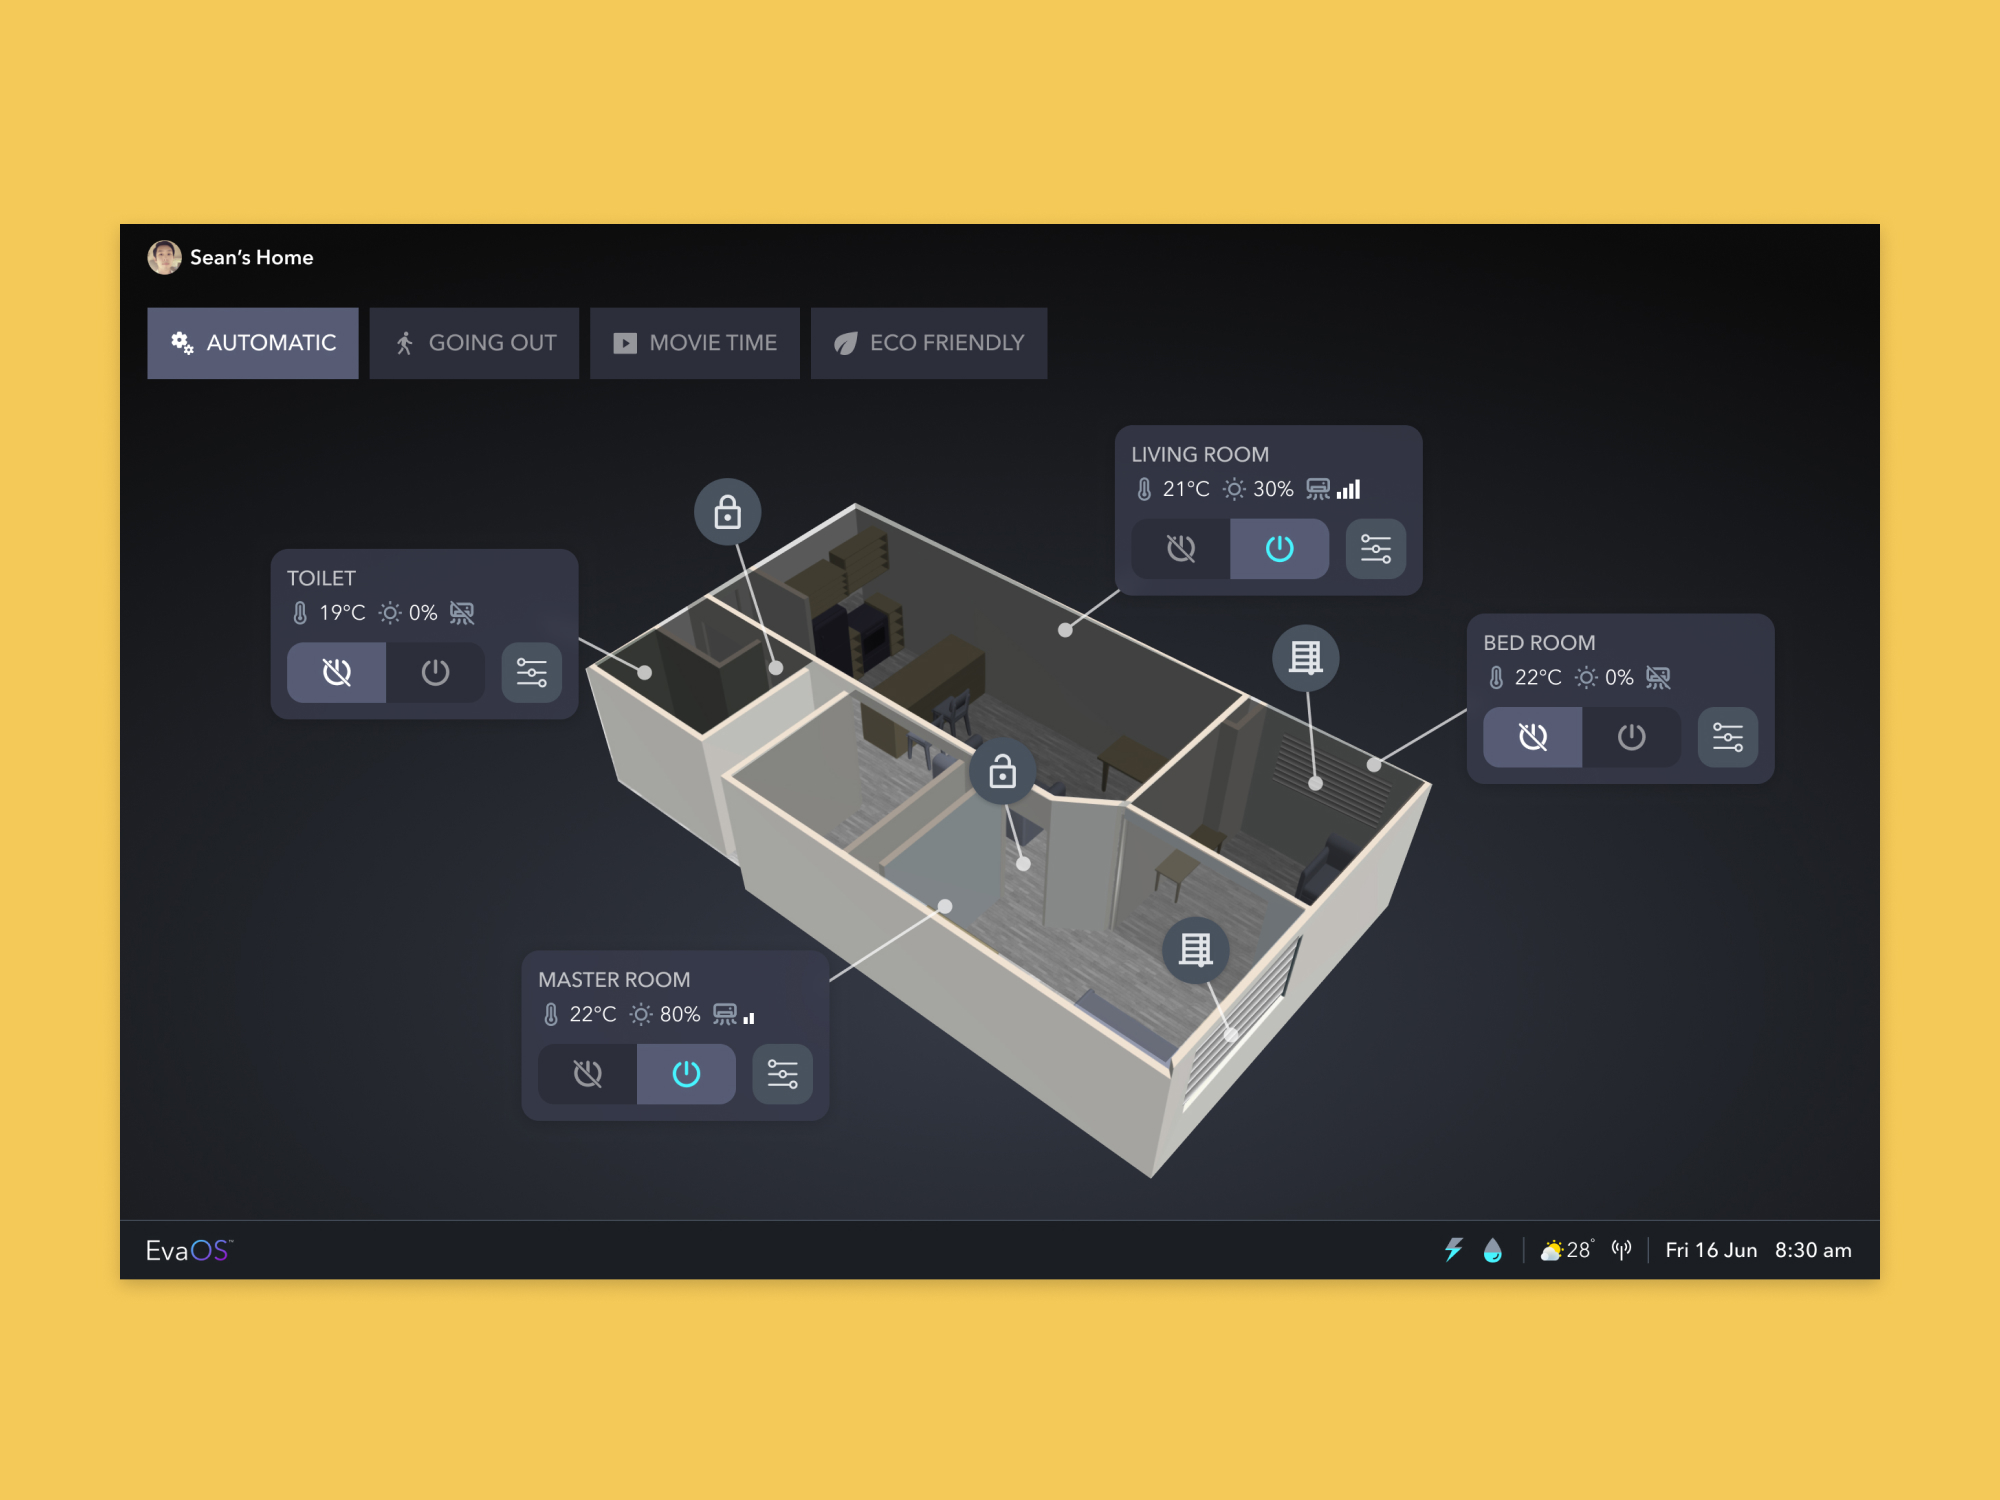 Sean's Home
AUTOMATIC
GOING OUT
MOVIE TIME
ECO FRIENDLY
LIVING ROOM
21°C 30%
TOILET
19°C 0%
BED ROOM
22°C 0%
MASTER ROOM
22°C 80%
EvaOS™
28° Fri 16 Jun 8:30 am